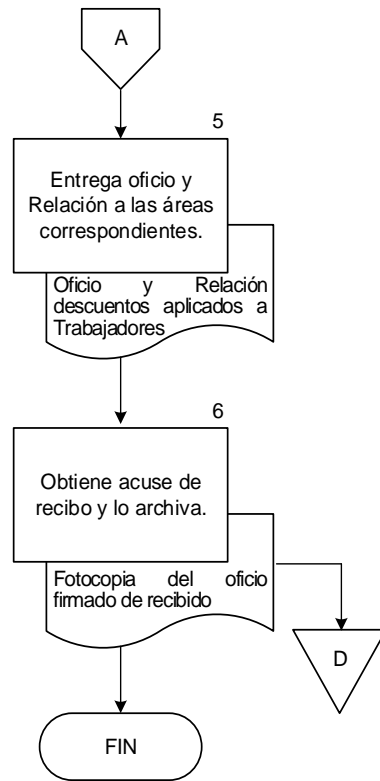 A
5
Entrega oficio y
Relación a las áreas
correspondientes.
Oficio y Relación
descuentos aplicados a
Trabajadores
6
Obtiene acuse de
recibo y lo archiva.
Fotocopia del oficio
firmado de recibido
D
FIN